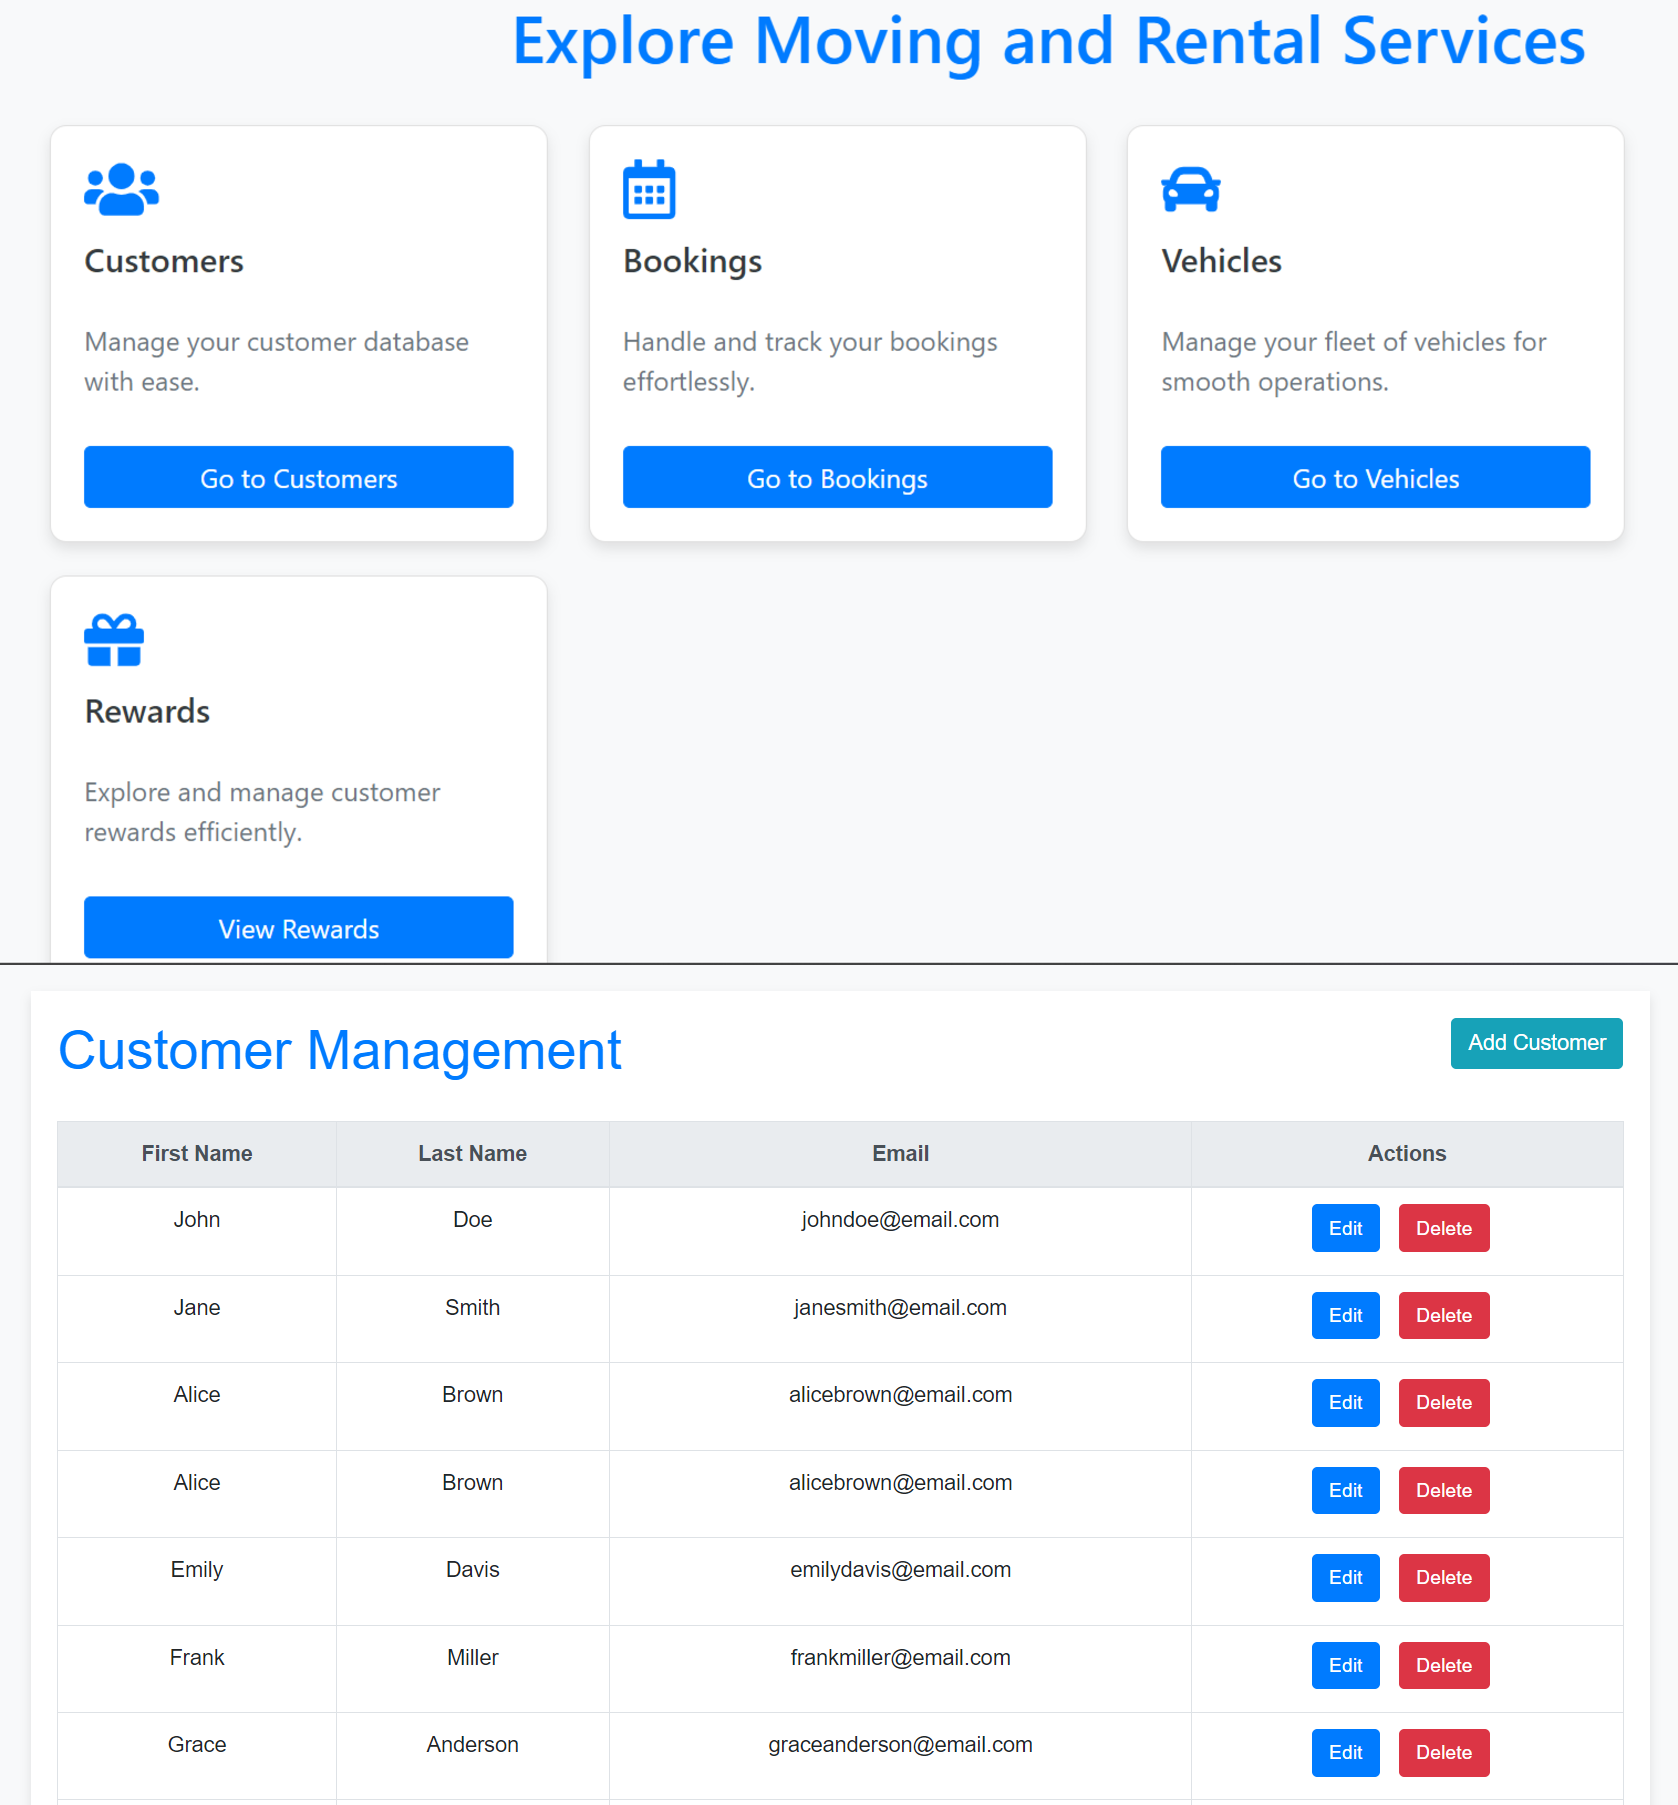 Explore Moving and Rental Services
Customers
Manage your customer database
with ease.
Go to Customers
Bookings
Handle and track your bookings
effortlessly.
Go to Bookings
Vehicles
Manage your fleet of vehicles for
smooth operations.
Go to Vehicles
Rewards
Explore and manage customer
rewards efficiently.
View Rewards
Customer Management
Add Customer
First Name Last Name Email Actions
John Doe johndoe@email.com Edit Delete
Jane Smith janesmith@email.com Edit Delete
Alice Brown alicebrown@email.com Edit Delete
Alice Brown alicebrown@email.com Edit Delete
Emily Davis emilydavis@email.com Edit Delete
Frank Miller frankmiller@email.com Edit Delete
Grace Anderson graceanderson@email.com Edit Delete